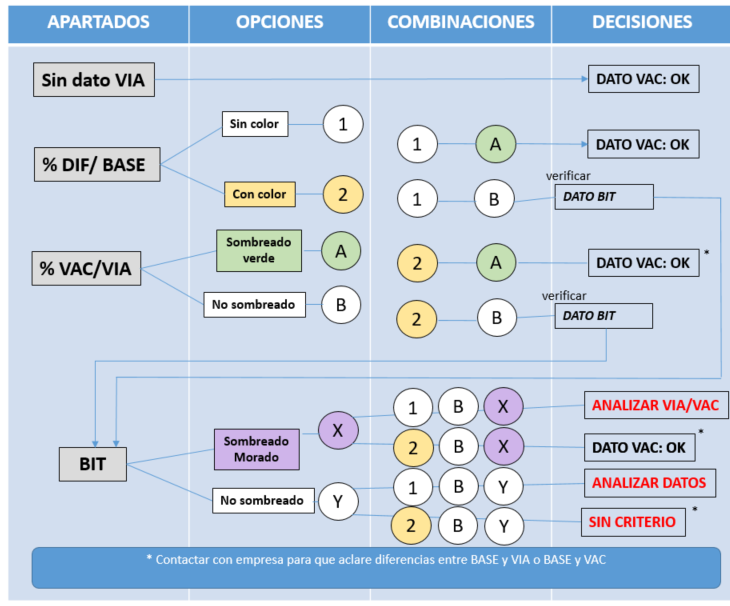 APARTADOS OPCIONES COMBINACIONES DECISIONES
Sin dato VIA DATO VAC: OK
% DIF/ BASE
Sin color 1
Con color 2
1 A DATO VAC: OK
1 B verificar
DATO BIT
% VAC/VIA
Sombreado
verde A
No sombreado B
2 A DATO VAC: OK *
2 B verificar
DATO BIT
BIT
Sombreado
Morado X
No sombreado Y
1 B X ANALIZAR VIA/VAC
2 B X DATO VAC: OK *
1 B Y ANALIZAR DATOS
2 B Y SIN CRITERIO *
* Contactar con empresa para que aclare diferencias entre BASE y VIA o BASE y VAC